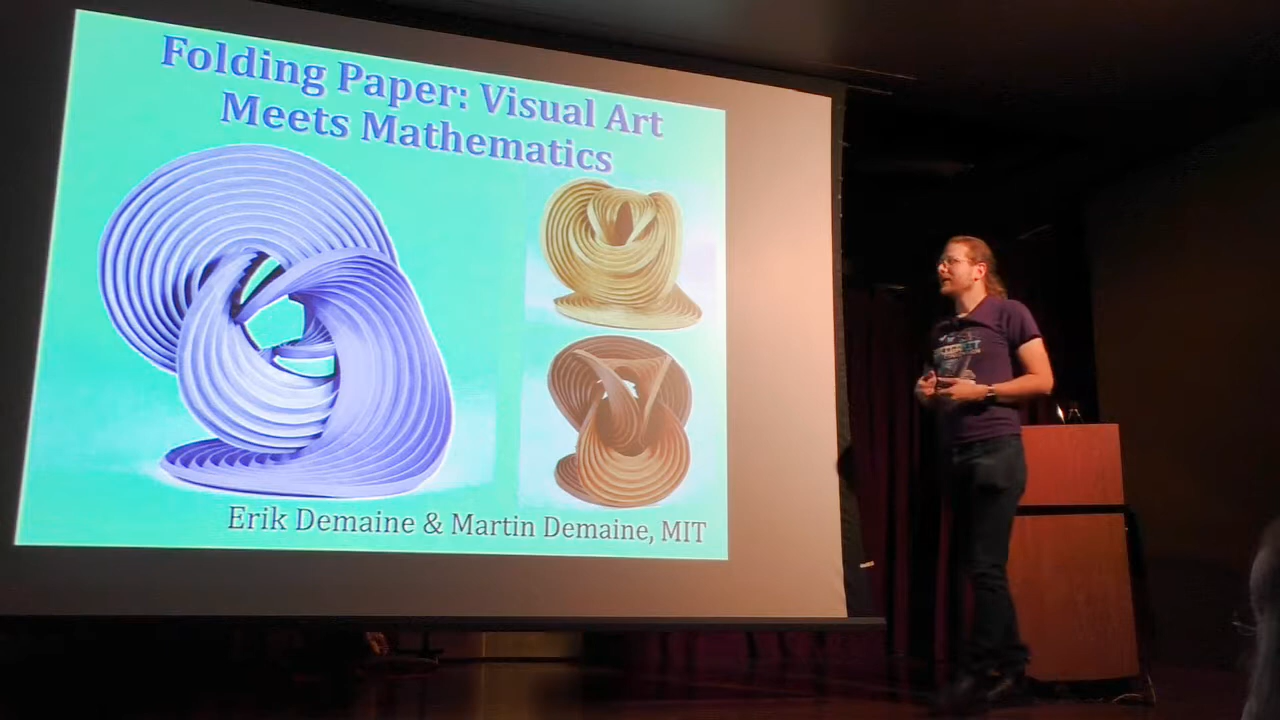 Folding Paper: Visual Art
Meets Mathematics
Erik Demaine & Martin Demaine, MIT